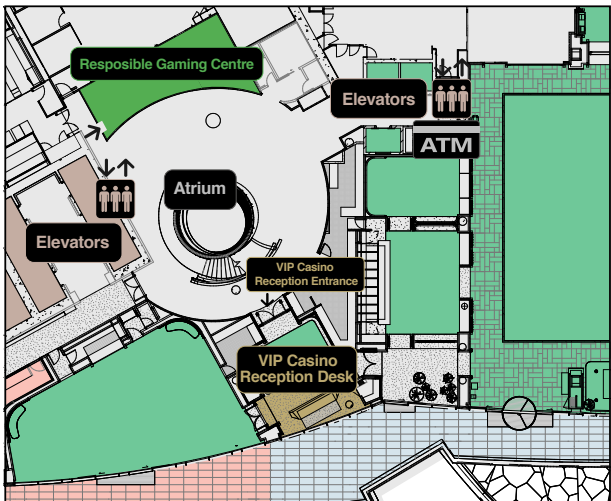 Resposible Gaming Centre
Elevators
ATM
Atrium
Elevators
VIP Casino
Reception Entrance
VIP Casino
Reception Desk